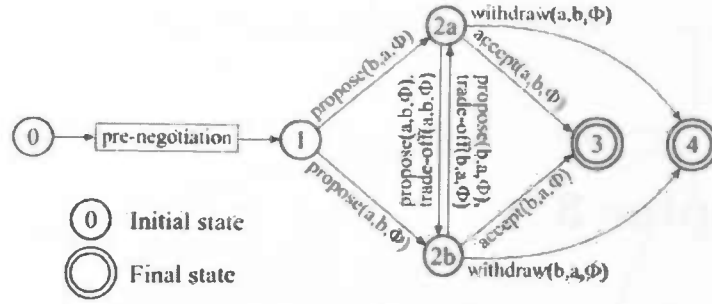 2a
withdraw(a,b,Φ)
propose(b,a,Φ)
accept(a,b,Φ)
propose(a,b,Φ),
trade-off(a,b,Φ)
propose(b,a,Φ)
trade-off(b,a,Φ)
0
pre-negotiation
1
3
4
propose(a,b,Φ)
accept(b,a,Φ)
2b
withdraw(b,a,Φ)
0 Initial state
Final state